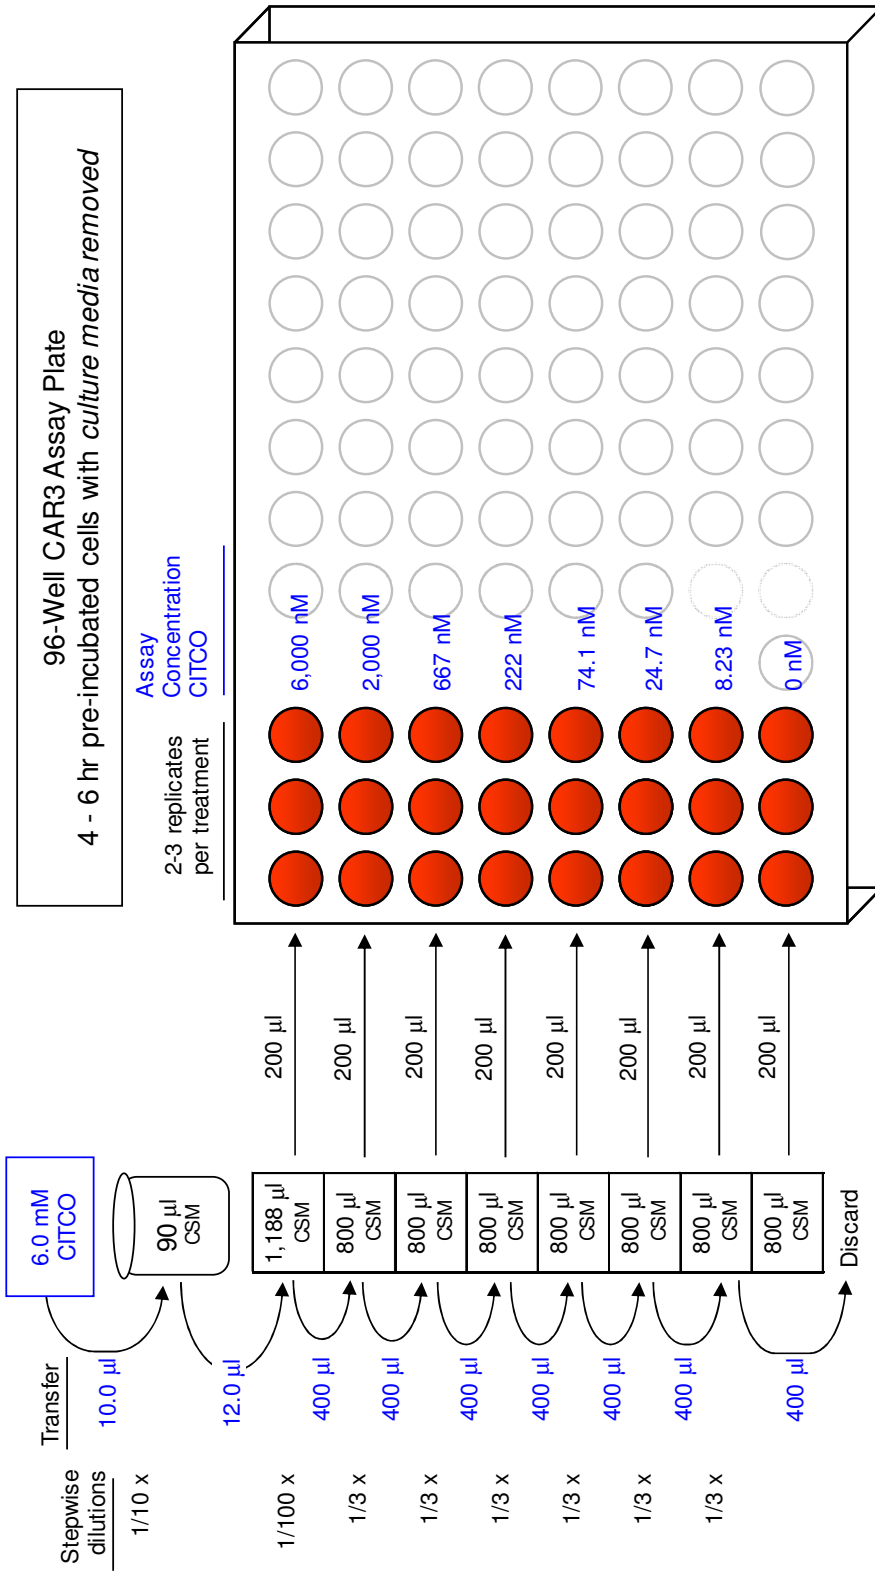 96-Well CAR3 Assay Plate
4 - 6 hr pre-incubated cells with culture media removed
Stepwise
dilutions
Transfer
6.0 mM
CITCO
2-3 replicates
per treatment
Assay
Concentration
CITCO
1/10 x
10.0 µl
90 µl
CSM
12.0 µl
1/100 x
1,188 µl
CSM
200 µl
6,000 nM
400 µl
1/3 x
800 µl
CSM
200 µl
2,000 nM
400 µl
1/3 x
800 µl
CSM
200 µl
667 nM
400 µl
1/3 x
800 µl
CSM
200 µl
222 nM
400 µl
1/3 x
800 µl
CSM
200 µl
74.1 nM
400 µl
1/3 x
800 µl
CSM
200 µl
24.7 nM
400 µl
1/3 x
800 µl
CSM
200 µl
8.23 nM
400 µl
800 µl
CSM
200 µl
0 nM
Discard